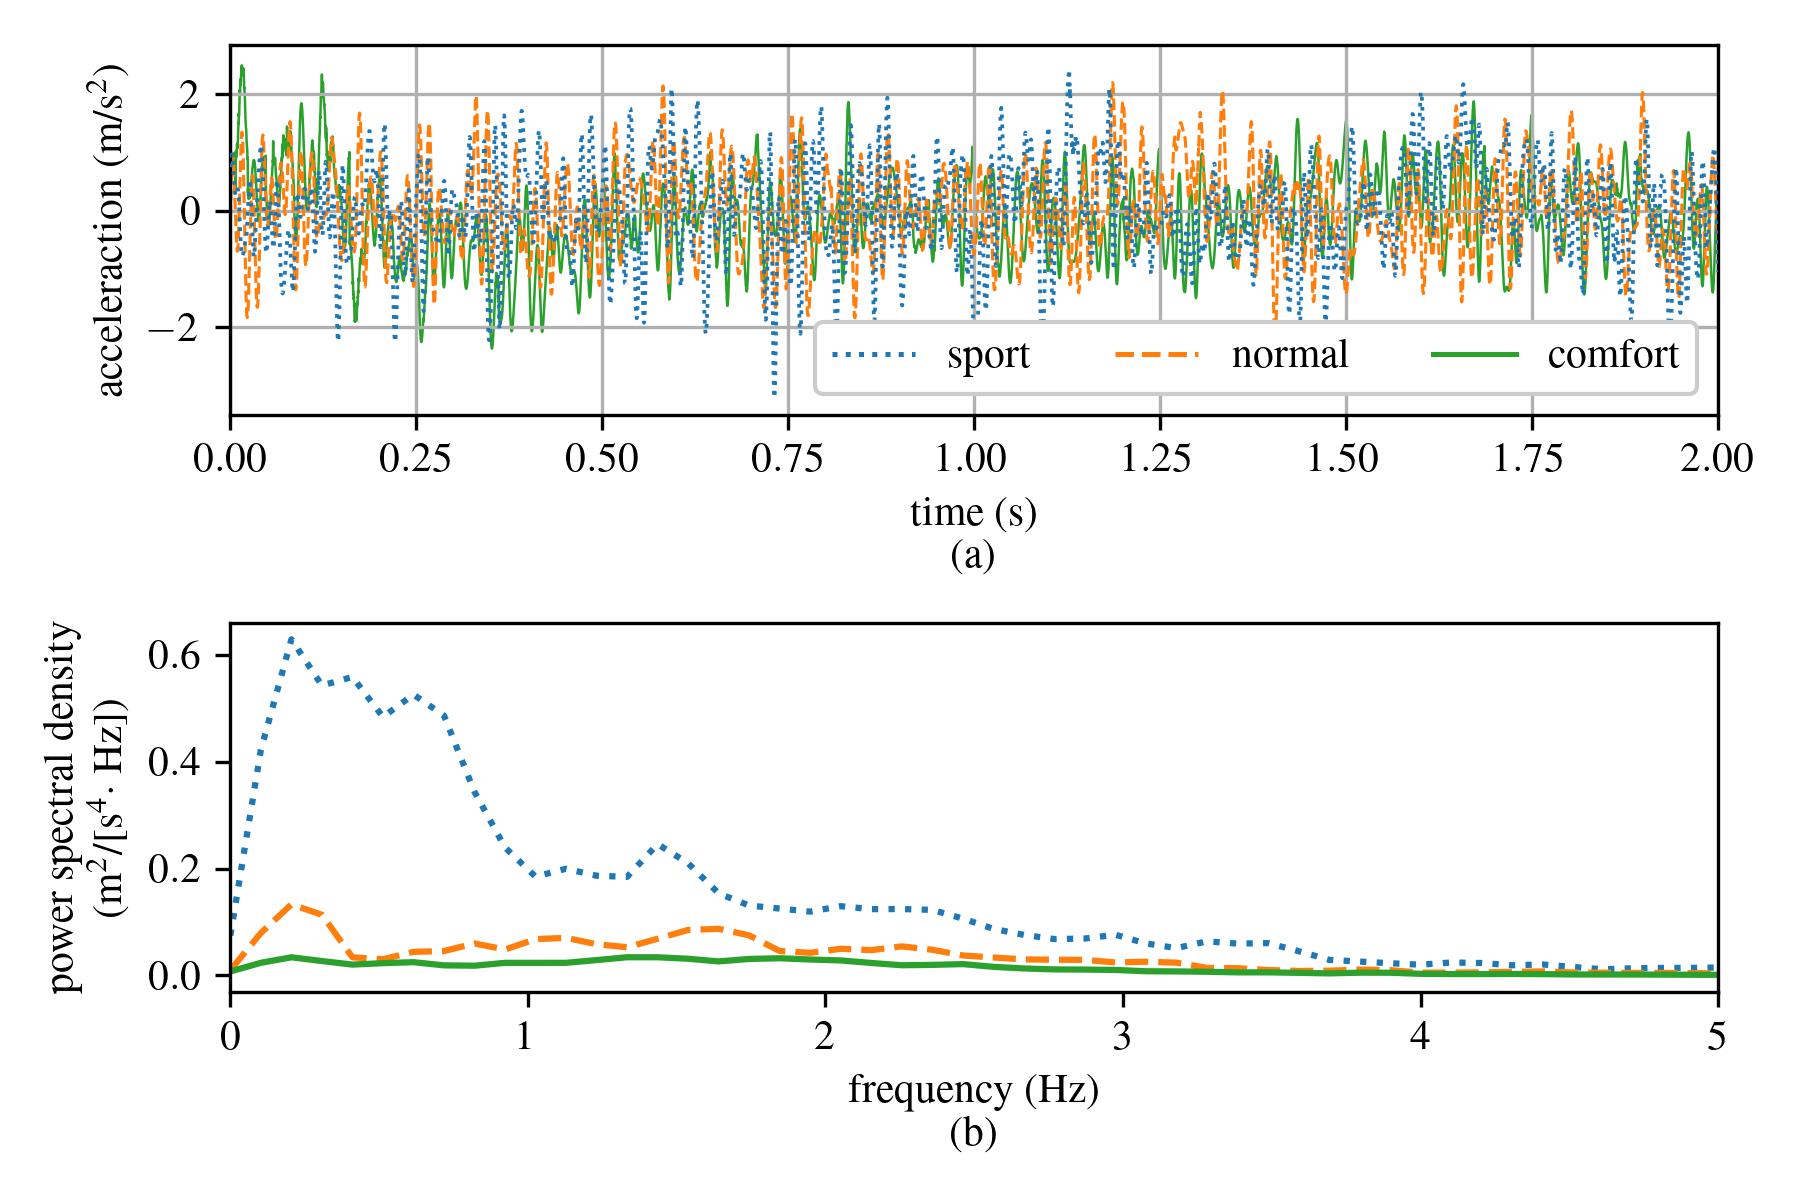 acceleraction (m/s²)
2
0
−2
sport normal comfort
0.00 0.25 0.50 0.75 1.00 1.25 1.50 1.75 2.00
time (s)
(a)
power spectral density
(m²/[s⁴· Hz])
0.6
0.4
0.2
0.0
0 1 2 3 4 5
frequency (Hz)
(b)